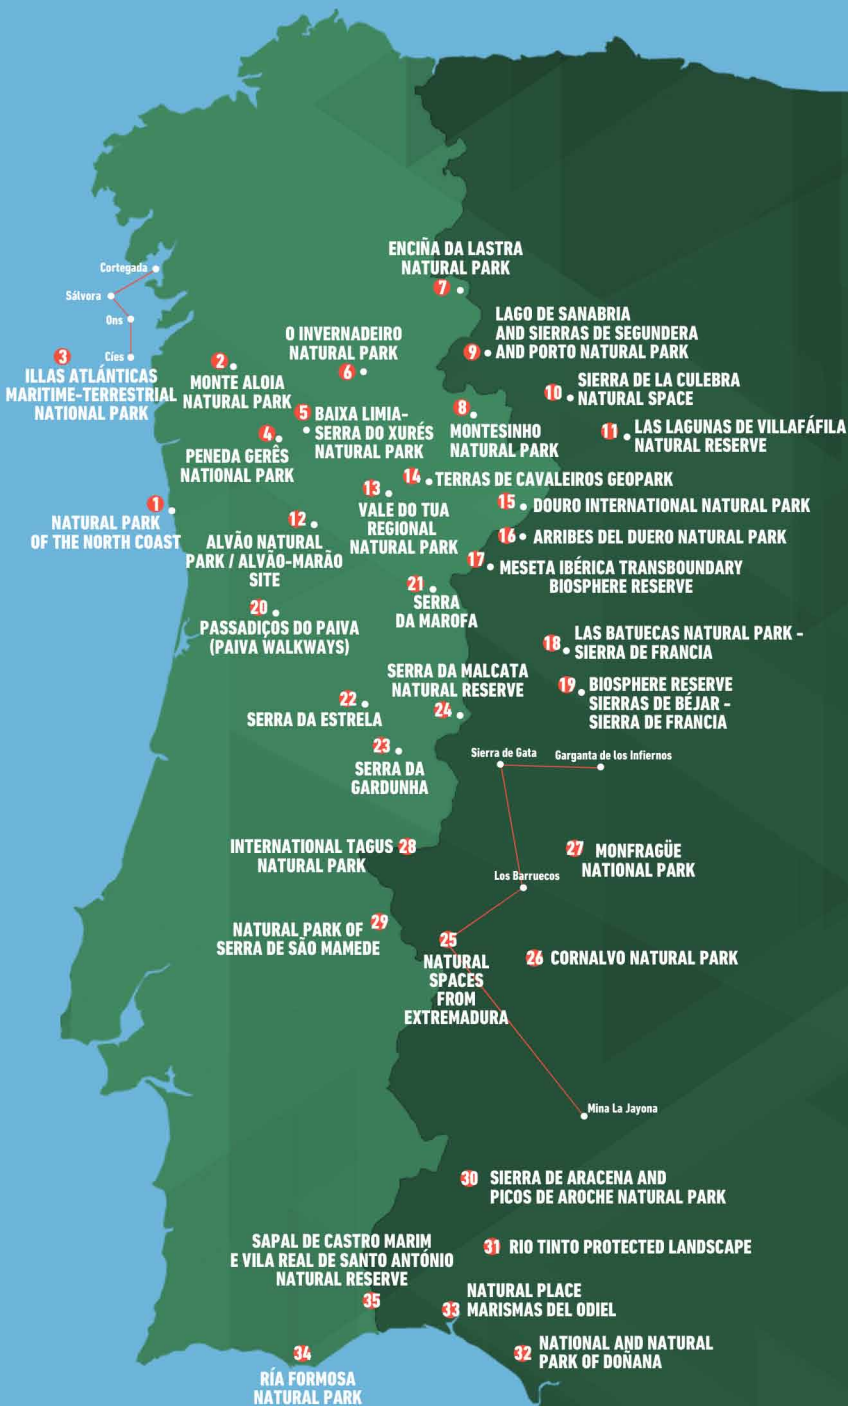 ENCIÑA DA LASTRA
NATURAL PARK
7
Cortegada
Sálvora
Ons
Cíes
3
ILLAS ATLÁNTICAS
MARITIME-TERRESTRIAL
NATIONAL PARK
2
MONTE ALOIA
NATURAL PARK
O INVERNADEIRO
NATURAL PARK
6
LAGO DE SANABRIA
AND SIERRAS DE SEGUNDERA
9 AND PORTO NATURAL PARK
10 SIERRA DE LA CULEBRA
NATURAL SPACE
5 BAIXA LIMIA-
SERRA DO XURÉS
NATURAL PARK
4
PENEDA GERÊS
NATIONAL PARK
8
MONTESINHO
NATURAL PARK
11 LAS LAGUNAS DE VILLAFÁFILA
NATURAL RESERVE
14 TERRAS DE CAVALEIROS GEOPARK
13
VALE DO TUA
REGIONAL
NATURAL PARK
1
NATURAL PARK
OF THE NORTH COAST
12
ALVÃO NATURAL
PARK / ALVÃO-MARÃO
SITE
15 DOURO INTERNATIONAL NATURAL PARK
16 ARRIBES DEL DUERO NATURAL PARK
17 MESETA IBÉRICA TRANSBOUNDARY
BIOSPHERE RESERVE
21
SERRA
DA MAROFA
20
PASSADIÇOS DO PAIVA
(PAIVA WALKWAYS)
18 LAS BATUECAS NATURAL PARK -
SIERRA DE FRANCIA
SERRA DA MALCATA
NATURAL RESERVE
24
19 BIOSPHERE RESERVE
SIERRAS DE BÉJAR -
SIERRA DE FRANCIA
22
SERRA DA ESTRELA
23
SERRA DA
GARDUNHA
Sierra de Gata
Garganta de los Infiernos
INTERNATIONAL TAGUS 28
NATURAL PARK
27 MONFRAGÜE
NATIONAL PARK
Los Barruecos
NATURAL PARK OF 29
SERRA DE SÃO MAMEDE
25
NATURAL
SPACES
FROM
EXTREMADURA
26 CORNALVO NATURAL PARK
Mina La Jayona
30 SIERRA DE ARACENA AND
PICOS DE AROCHE NATURAL PARK
SAPAL DE CASTRO MARIM
E VILA REAL DE SANTO ANTÓNIO
NATURAL RESERVE
35
31 RIO TINTO PROTECTED LANDSCAPE
33 NATURAL PLACE
MARISMAS DEL ODIEL
34
RÍA FORMOSA
NATURAL PARK
32 NATIONAL AND NATURAL
PARK OF DOÑANA